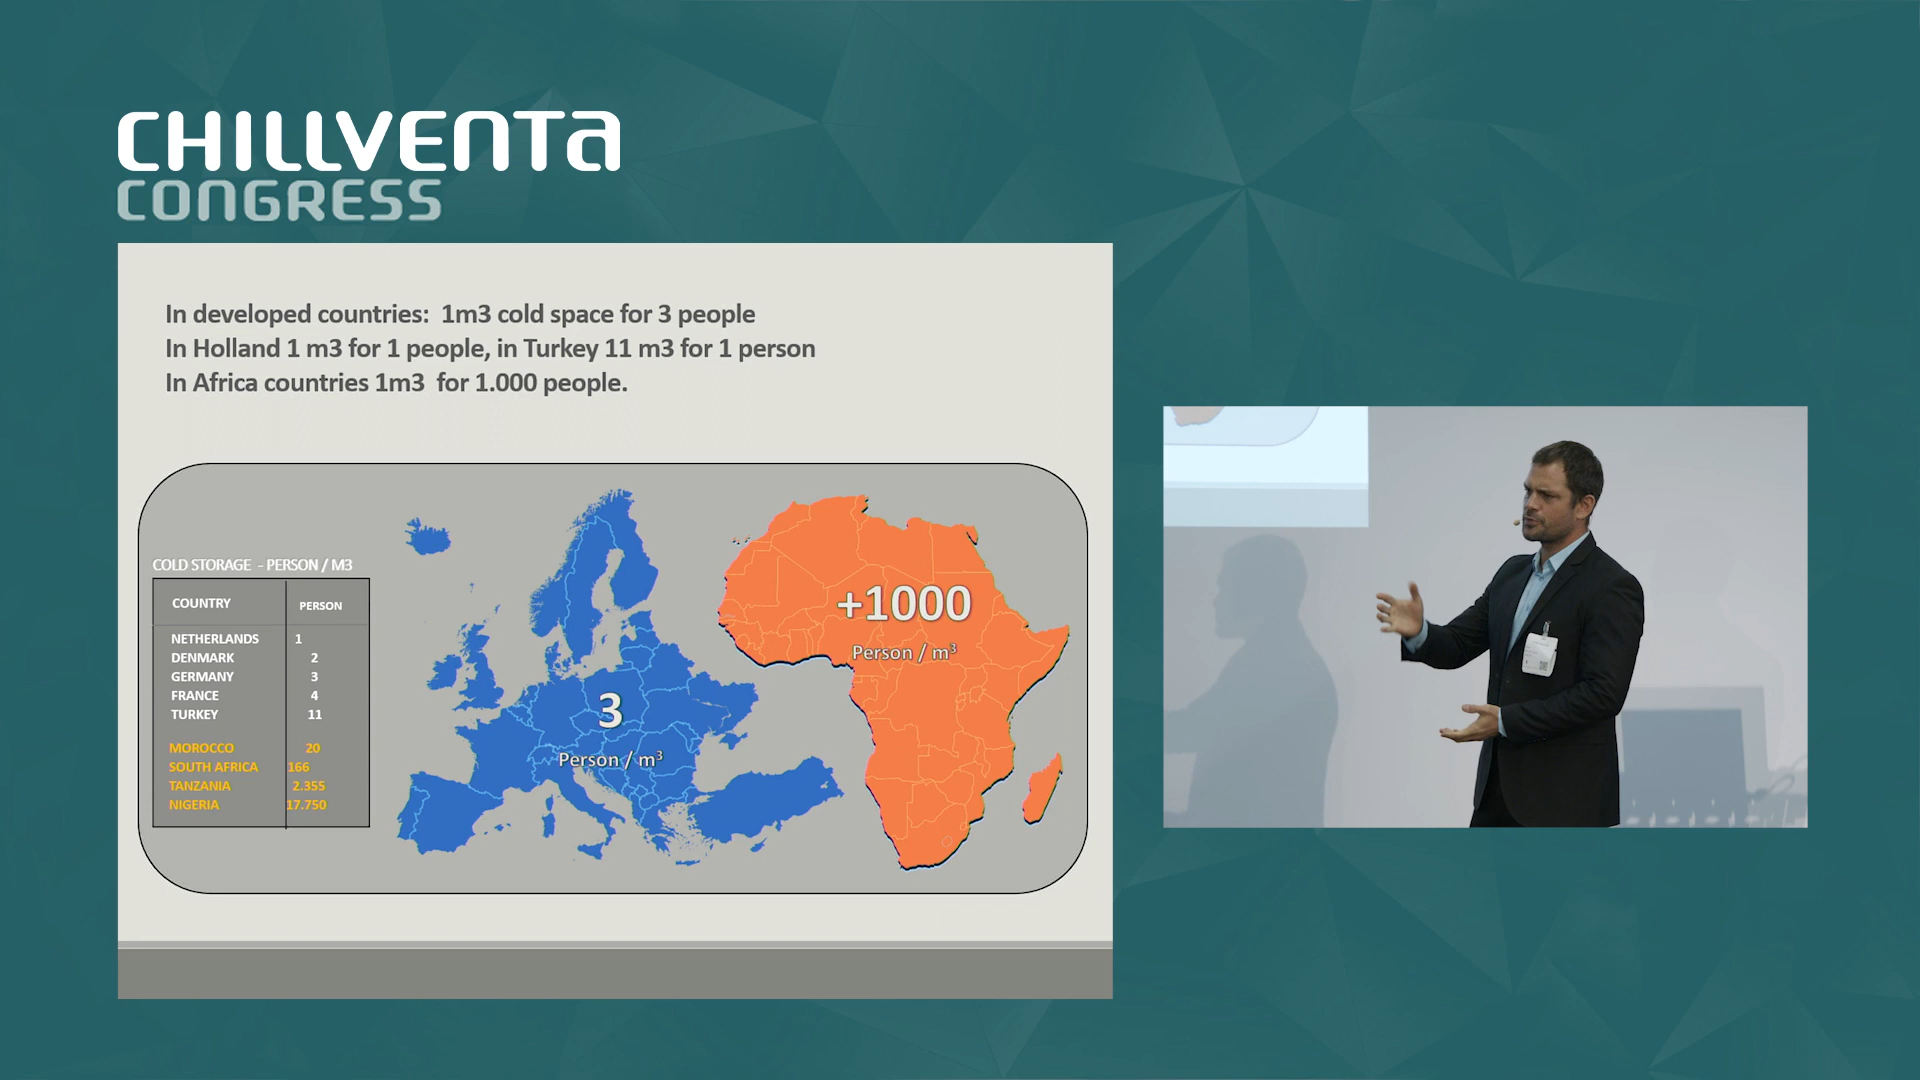 CHILLVENTA
CONGRESS
In developed countries: 1m3 cold space for 3 people
In Holland 1 m3 for 1 people, in Turkey 11 m3 for 1 person
In Africa countries 1m3 for 1.000 people.
COLD STORAGE - PERSON / M3
COUNTRY PERSON
NETHERLANDS 1
DENMARK 2
GERMANY 3
FRANCE 4
TURKEY 11
MOROCCO 20
SOUTH AFRICA 166
TANZANIA 2.355
NIGERIA 17.750
3
Person / m³
+1000
Person / m³